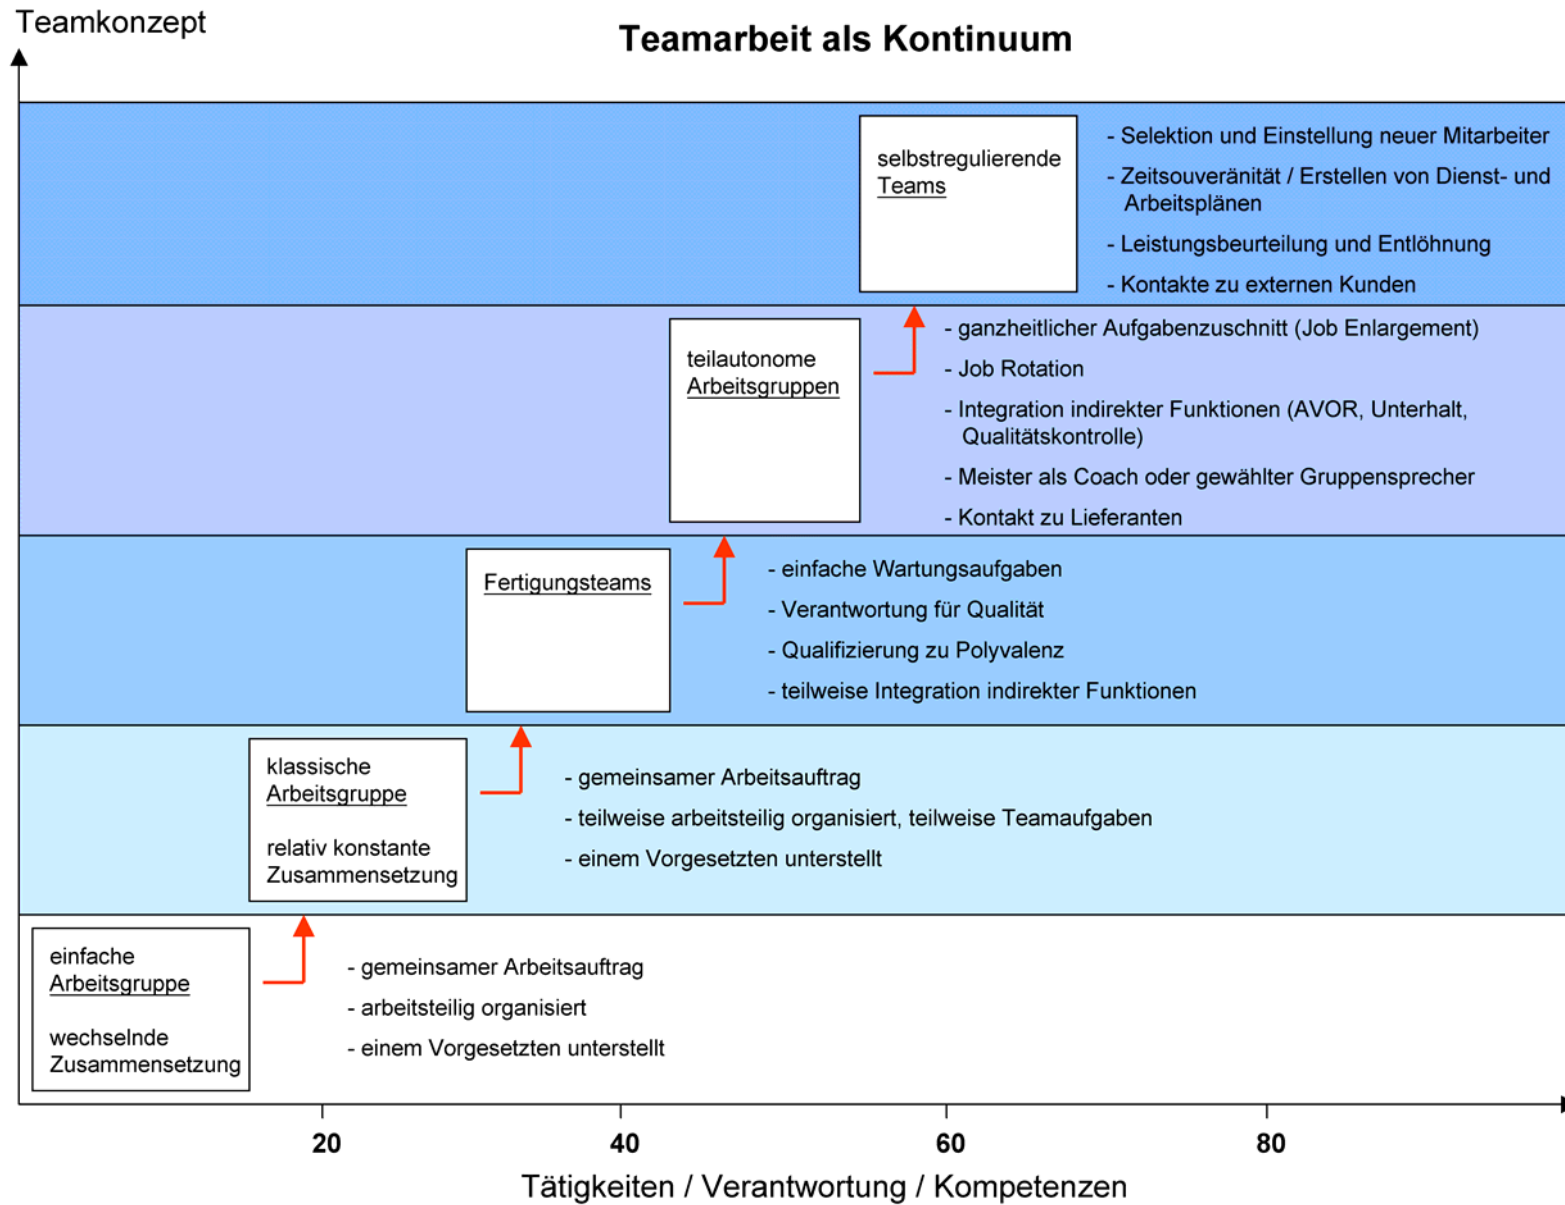 Teamkonzept
Teamarbeit als Kontinuum
selbstregulierende
Teams
- Selektion und Einstellung neuer Mitarbeiter
- Zeitsouveränität / Erstellen von Dienst- und
Arbeitsplänen
- Leistungsbeurteilung und Entlöhnung
- Kontakte zu externen Kunden
teilautonome
Arbeitsgruppen
- ganzheitlicher Aufgabenzuschnitt (Job Enlargement)
- Job Rotation
- Integration indirekter Funktionen (AVOR, Unterhalt,
Qualitätskontrolle)
- Meister als Coach oder gewählter Gruppensprecher
- Kontakt zu Lieferanten
Fertigungsteams
- einfache Wartungsaufgaben
- Verantwortung für Qualität
- Qualifizierung zu Polyvalenz
- teilweise Integration indirekter Funktionen
klassische
Arbeitsgruppe
relativ konstante
Zusammensetzung
- gemeinsamer Arbeitsauftrag
- teilweise arbeitsteilig organisiert, teilweise Teamaufgaben
- einem Vorgesetzten unterstellt
einfache
Arbeitsgruppe
wechselnde
Zusammensetzung
- gemeinsamer Arbeitsauftrag
- arbeitsteilig organisiert
- einem Vorgesetzten unterstellt
20 40 60 80
Tätigkeiten / Verantwortung / Kompetenzen